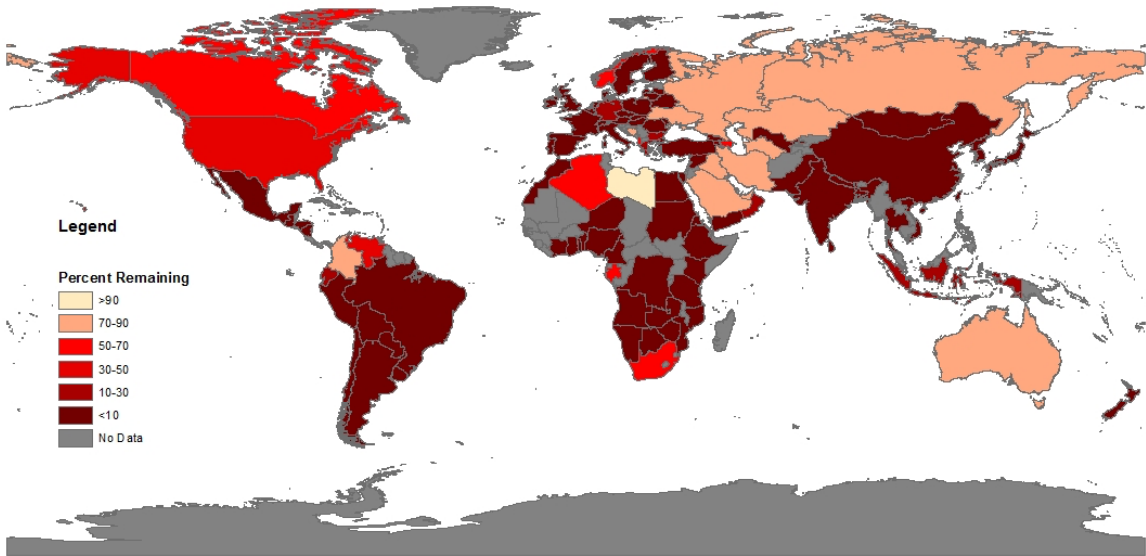 Legend
Percent Remaining
>90
70-90
50-70
30-50
10-30
<10
No Data